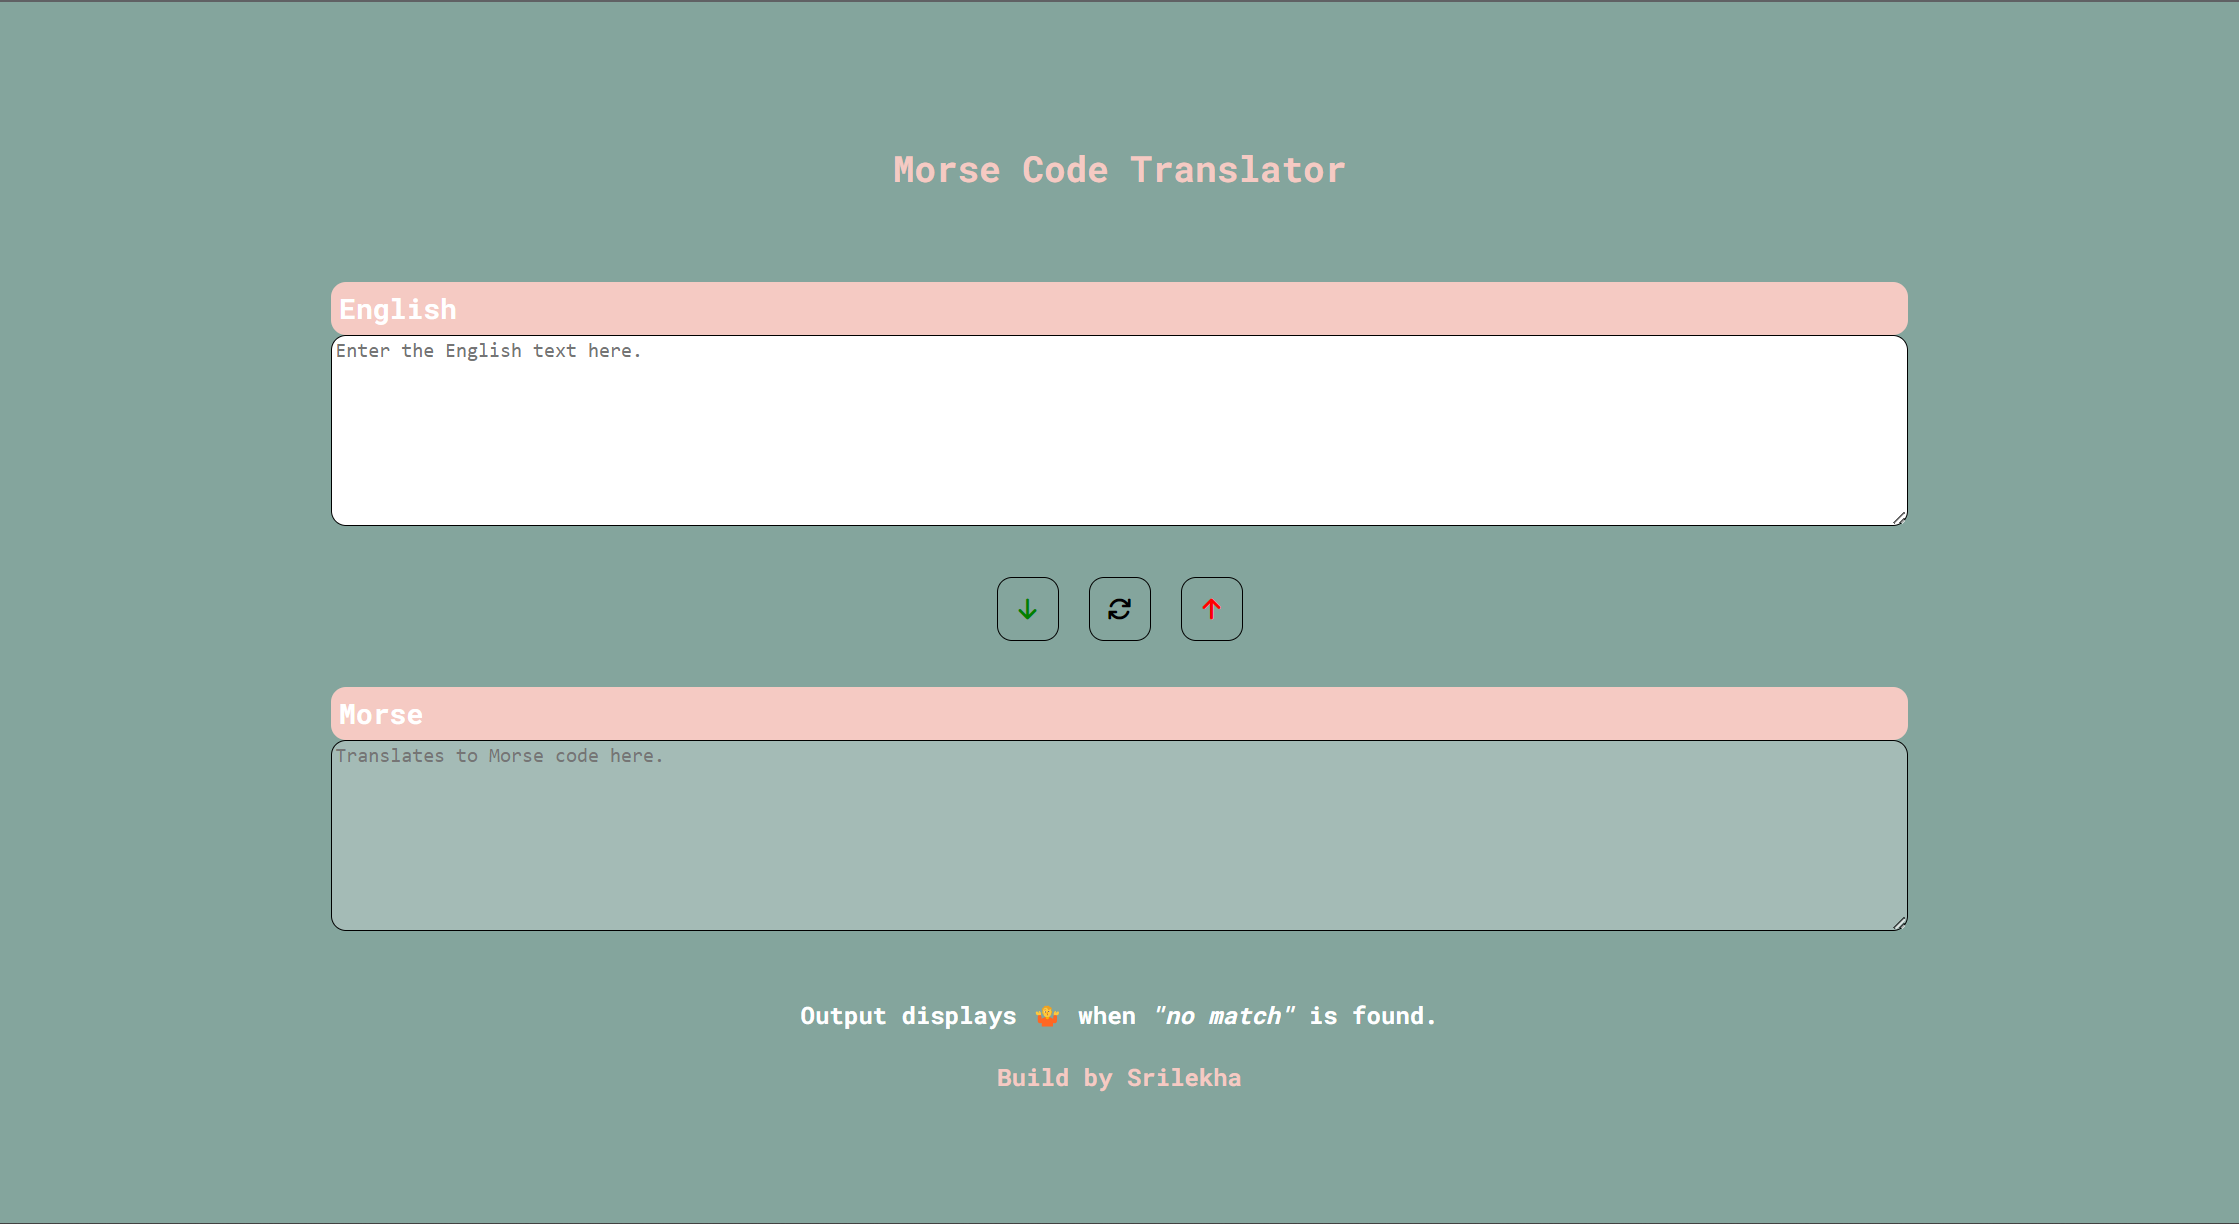 Morse Code Translator
English
Enter the English text here.
Morse
Translates to Morse code here.
Output displays 🤷 when "no match" is found.
Build by Srilekha